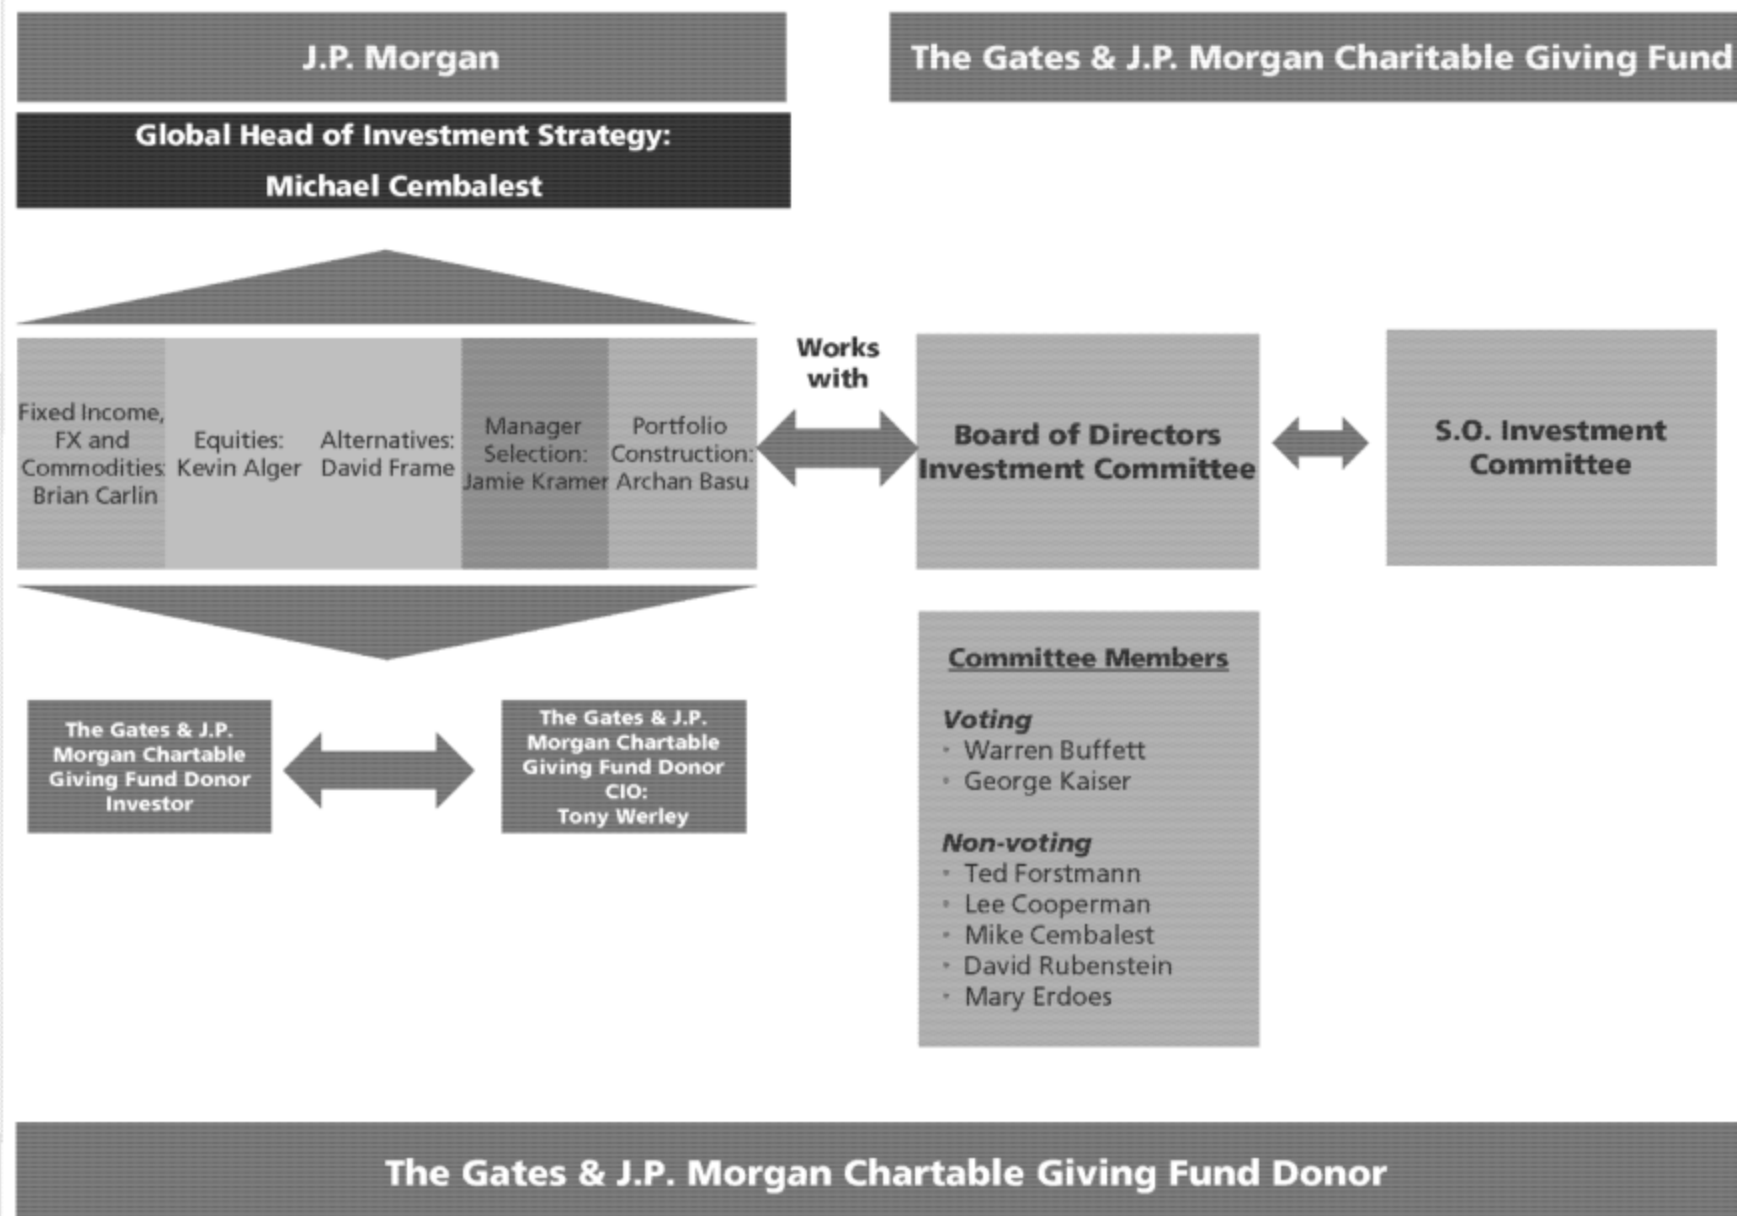 J.P. Morgan
The Gates & J.P. Morgan Charitable Giving Fund
Global Head of Investment Strategy:
Michael Cembalest
Fixed Income,
FX and
Commodities:
Brian Carlin
Equities:
Kevin Alger
Alternatives:
David Frame
Manager
Selection:
Jamie Kramer
Portfolio
Construction:
Archan Basu
Works
with
Board of Directors
Investment Committee
S.O. Investment
Committee
The Gates & J.P.
Morgan Chartable
Giving Fund Donor
Investor
The Gates & J.P.
Morgan Chartable
Giving Fund Donor
CIO:
Tony Werley
Committee Members
Voting
· Warren Buffett
· George Kaiser
Non-voting
· Ted Forstmann
· Lee Cooperman
· Mike Cembalest
· David Rubenstein
· Mary Erdoes
The Gates & J.P. Morgan Chartable Giving Fund Donor